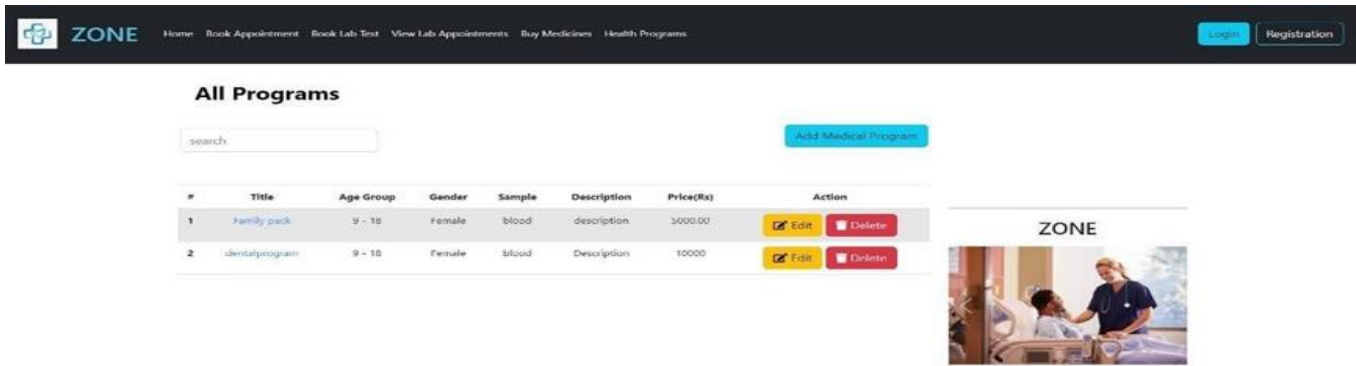 ZONE Home Book Appointment Book Lab Test View Lab Appointments Buy Medicines Health Programs Login Registration
All Programs
search
Add Medical Program
# Title Age Group Gender Sample Description Price(Rs) Action
1 Family pack 9 - 18 Female blood description 5000.00 Edit Delete
2 dentalprogram 9 - 18 Female blood Description 10000 Edit Delete
ZONE